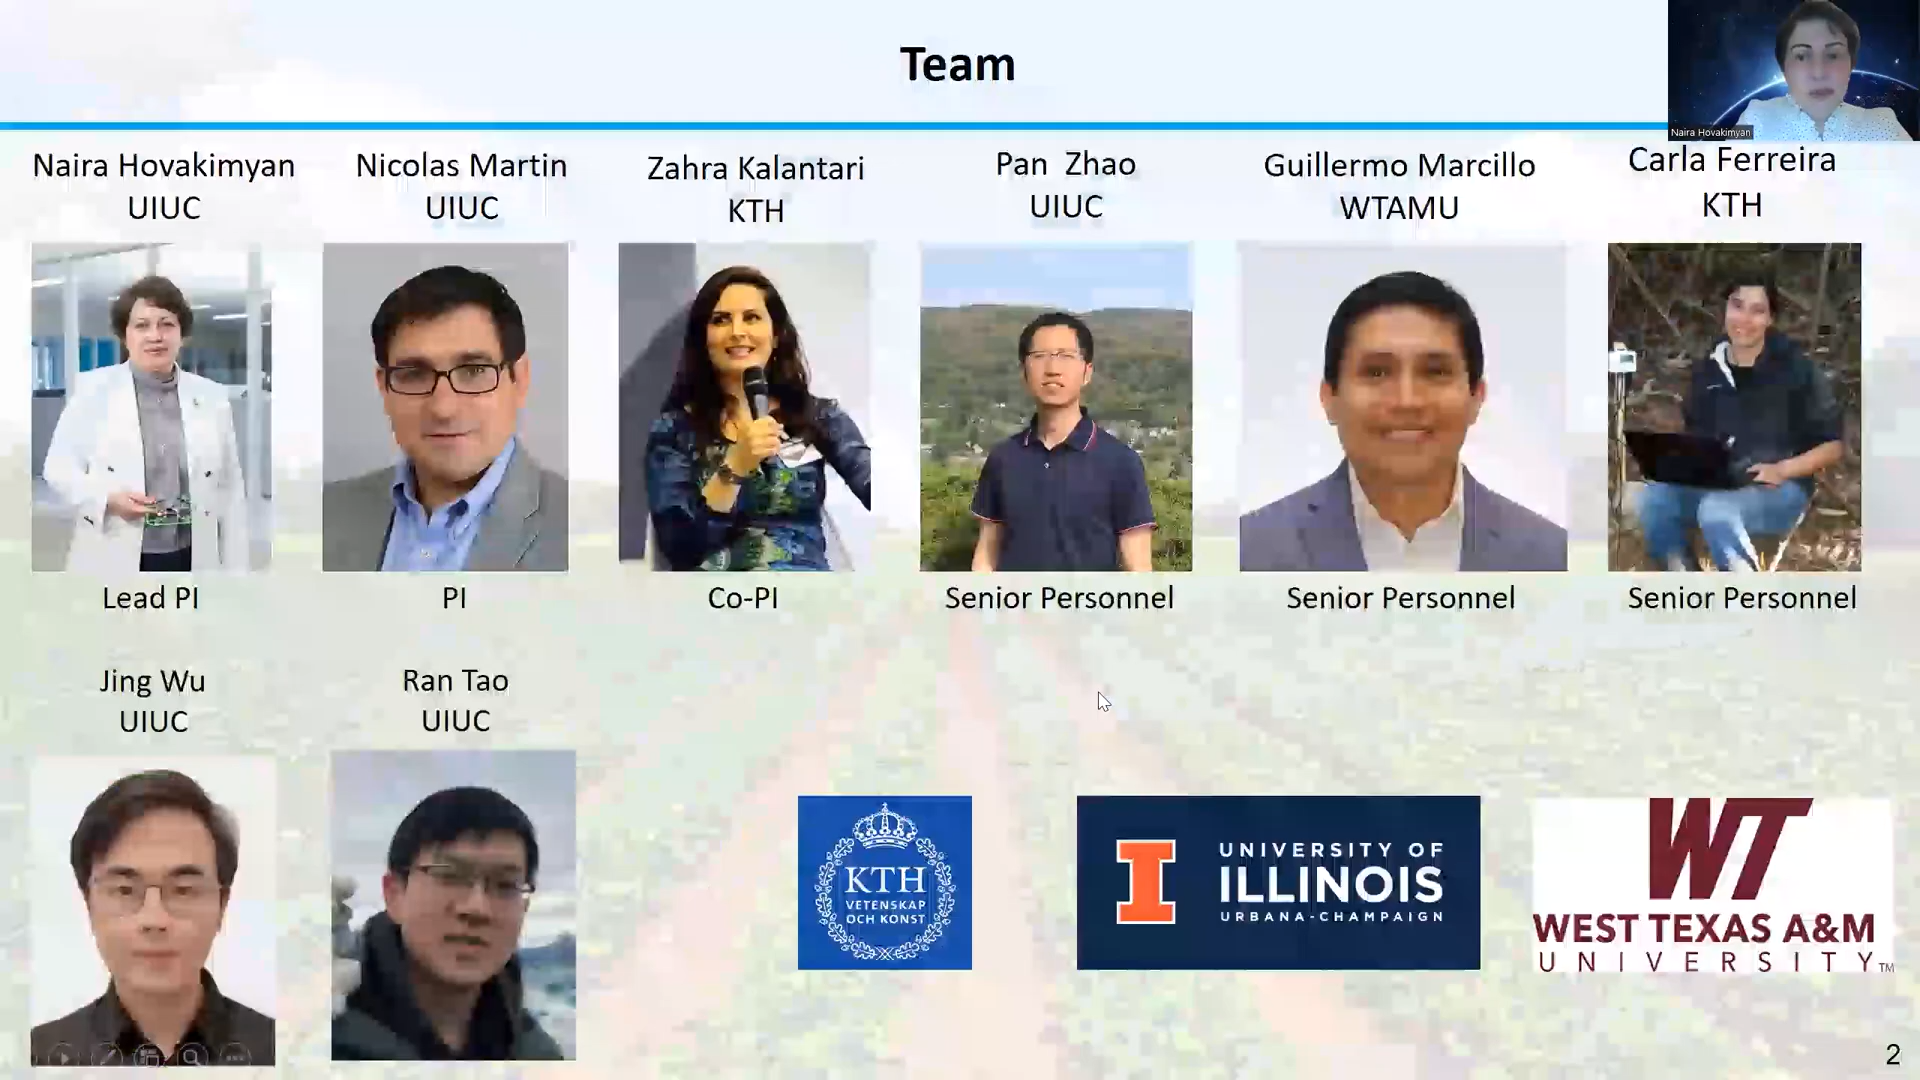 Team
Naira Hovakimyan
Naira Hovakimyan
UIUC
Lead PI
Nicolas Martin
UIUC
PI
Zahra Kalantari
KTH
Co-PI
Pan Zhao
UIUC
Senior Personnel
Guillermo Marcillo
WTAMU
Senior Personnel
Carla Ferreira
KTH
Senior Personnel
Jing Wu
UIUC
Ran Tao
UIUC
KTH
VETENSKAP
OCH KONST
I
UNIVERSITY OF
ILLINOIS
URBANA-CHAMPAIGN
WT
WEST TEXAS A&M
UNIVERSITY™
2